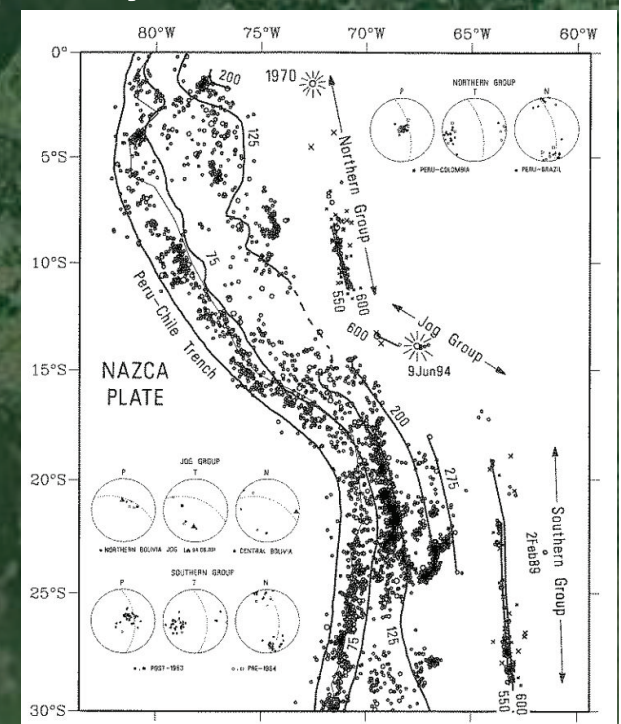 80°W 75°W 70°W 65°W 60°W
0°
5°S
10°S
15°S
20°S
25°S
30°S
200
1970
125
Northern Group
NORTHERN GROUP
P T N
PERU-COLOMBIA PERU-BRAZIL
75
550
600
Peru-Chile Trench
600
Jog Group
9Jun94
NAZCA
PLATE
200
275
JOG GROUP
P T N
NORTHERN BOLIVIA JOG CENTRAL BOLIVIA
SOUTHERN GROUP
P T N
POST-1963 PRE-1964
2Feb89
Southern Group
75
125
550
600